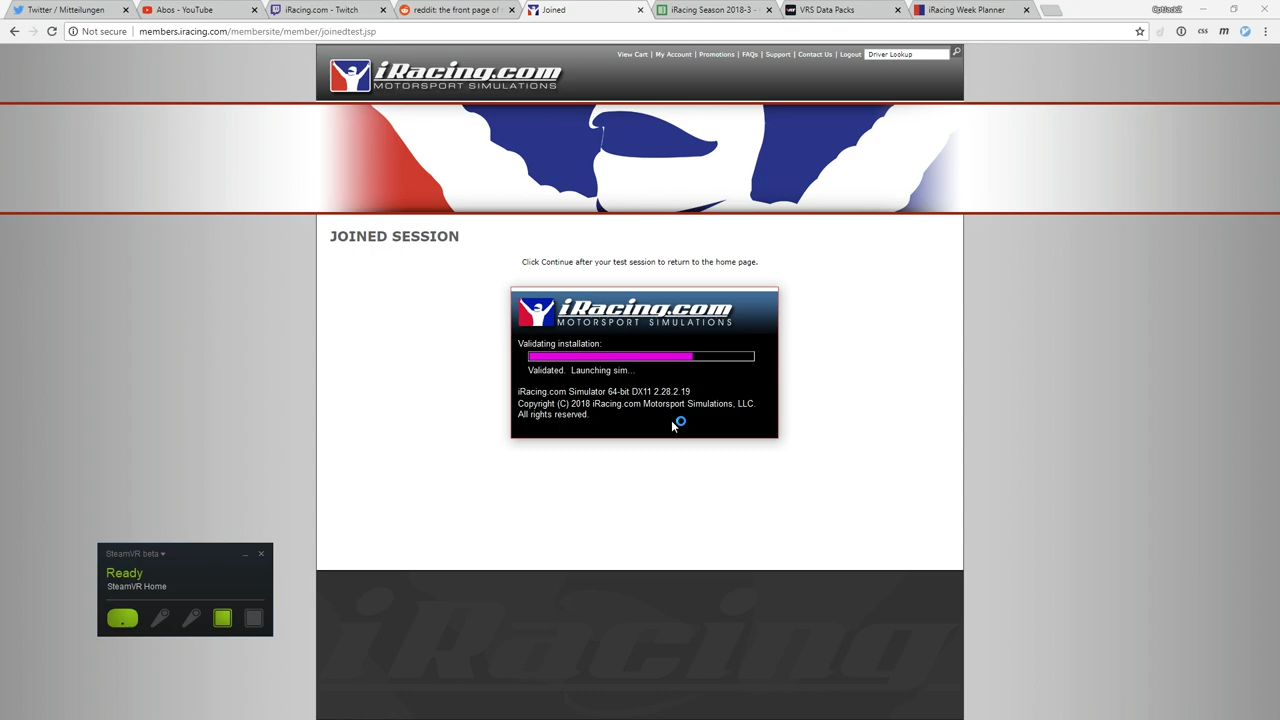 Twitter / Mitteilungen
Abos - YouTube
iRacing.com - Twitch
reddit: the front page of
Joined
iRacing Season 2018-3 -
VRS Data Packs
iRacing Week Planner
Not secure
members.iracing.com/membersite/member/joinedtest.jsp
css
m
View Cart | My Account | Promotions | FAQs | Support | Contact Us | Logout
Driver Lookup
iRacing.com
MOTORSPORT SIMULATIONS
JOINED SESSION
Click Continue after your test session to return to the home page.
iRacing.com
MOTORSPORT SIMULATIONS
Validating installation:
Validated. Launching sim...
iRacing.com Simulator 64-bit DX11 2.28.2.19
Copyright (C) 2018 iRacing.com Motorsport Simulations, LLC.
All rights reserved.
SteamVR beta
Ready
SteamVR Home
iRacing